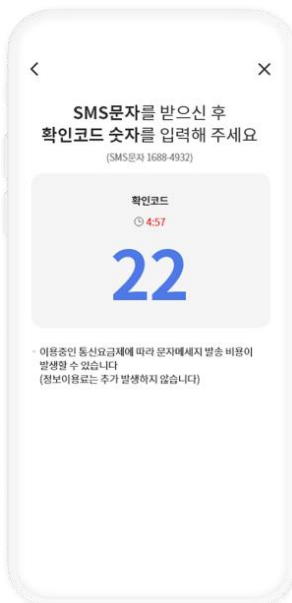 SMS문자를 받으신 후
확인코드 숫자를 입력해 주세요
(SMS문자 1688-4932)
확인코드
4:57
22
이용중인 통신요금제에 따라 문자메세지 발송 비용이
발생할 수 있습니다
(정보이용료는 추가 발생하지 않습니다)